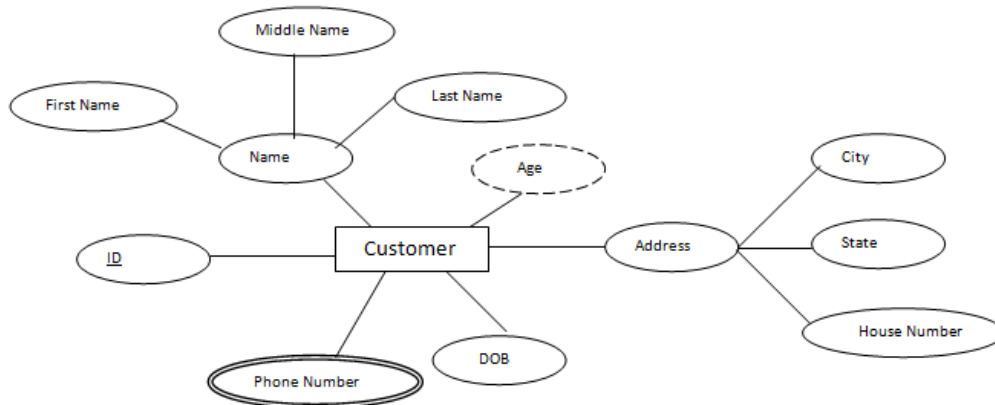 Middle Name
First Name
Last Name
Name
Age
City
Customer
Address
State
ID
House Number
DOB
Phone Number